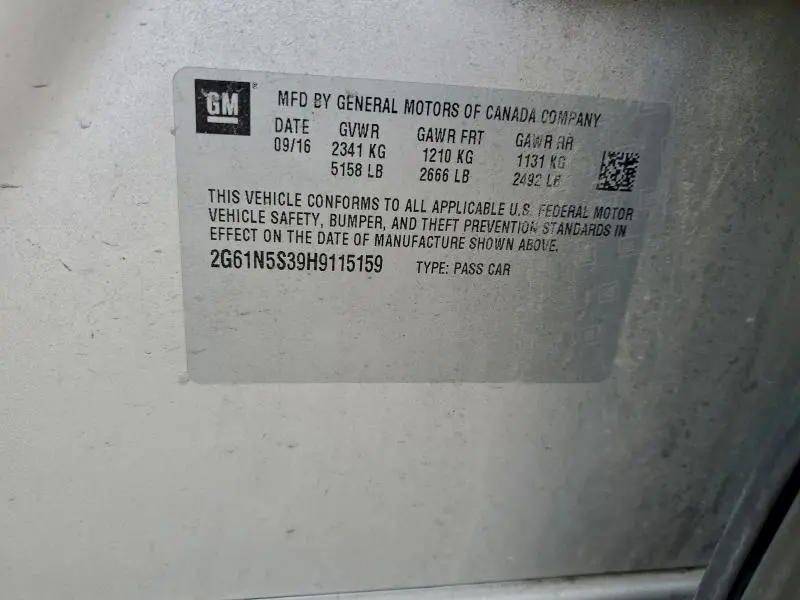 GM ® MFD BY GENERAL MOTORS OF CANADA COMPANY
DATE GVWR GAWR FRT GAWR RR
09/16 2341 KG 1210 KG 1131 KG
5158 LB 2666 LB 2492 LB
THIS VEHICLE CONFORMS TO ALL APPLICABLE U.S. FEDERAL MOTOR
VEHICLE SAFETY, BUMPER, AND THEFT PREVENTION STANDARDS IN
EFFECT ON THE DATE OF MANUFACTURE SHOWN ABOVE.
2G61N5S39H9115159 TYPE: PASS CAR